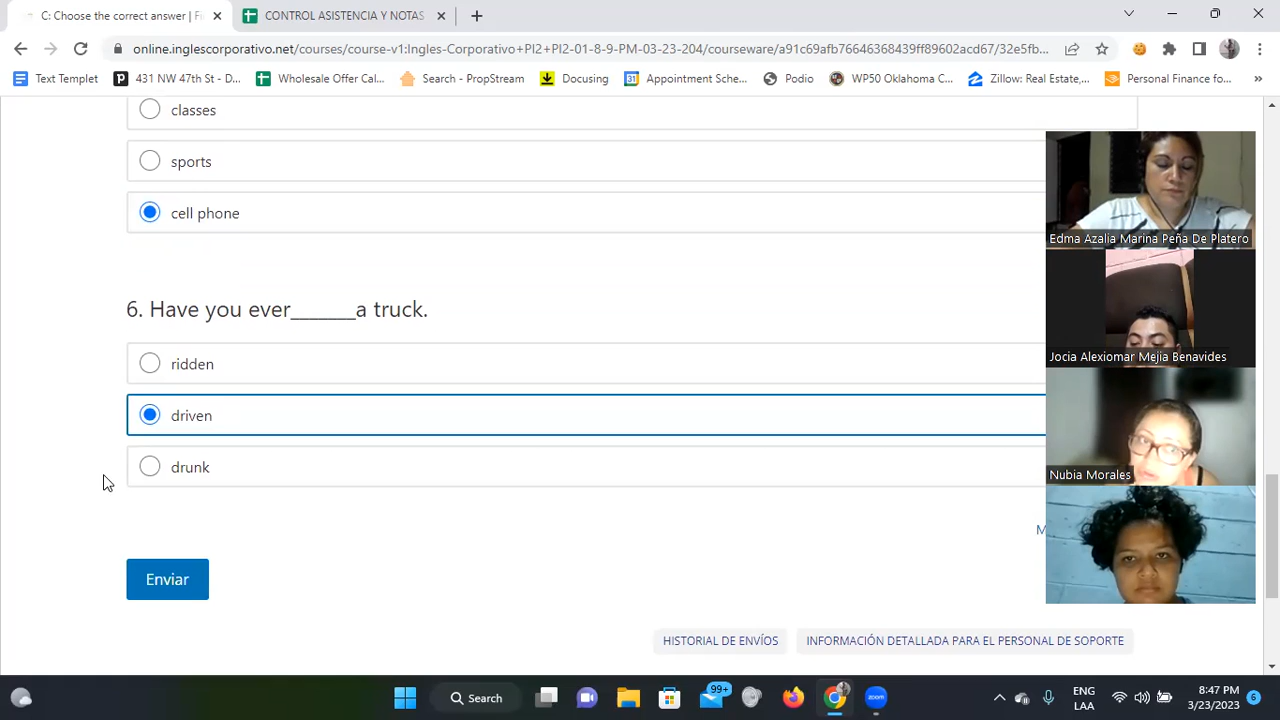 C: Choose the correct answer | F
CONTROL ASISTENCIA Y NOTAS
online.inglescorporativo.net/courses/course-v1:Ingles-Corporativo+PI2+PI2-01-8-9-PM-03-23-204/courseware/a91c69afb76646368439ff89602acd67/32e5fb...
Text Templet
431 NW 47th St - D...
Wholesale Offer Cal...
Search - PropStream
Docusing
Appointment Sche...
Podio
WP50 Oklahoma C...
Zillow: Real Estate,...
Personal Finance fo...
classes
sports
cell phone
Edma Azalia Marina Peña De Platero
6. Have you ever_______a truck.
ridden
Jocia Alexiomar Mejia Benavides
driven
drunk
Nubia Morales
M
Enviar
HISTORIAL DE ENVÍOS
INFORMACIÓN DETALLADA PARA EL PERSONAL DE SOPORTE
Search
99+
ENG
LAA
8:47 PM
3/23/2023
6